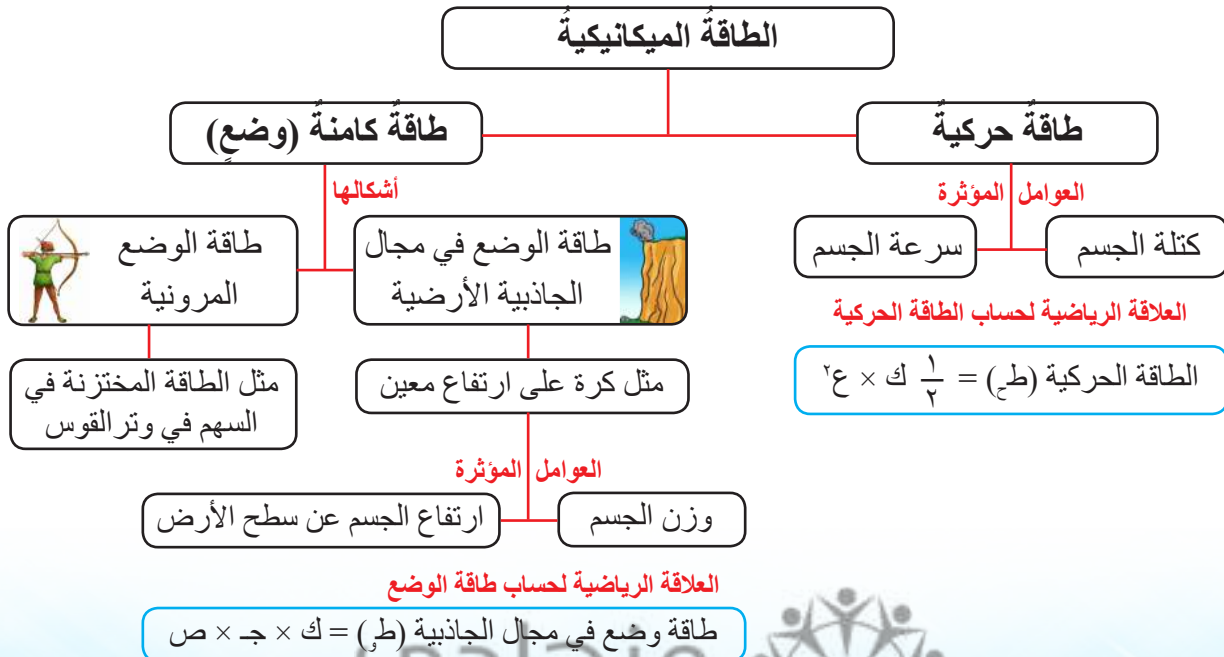 الطاقةُ الميكانيكيةُ
طاقةٌ حركيةٌ
طاقةٌ كامنةٌ (وضعٍ)
العوامل المؤثرة
أشكالها
كتلة الجسم
سرعة الجسم
طاقة الوضع في مجال
الجاذبية الأرضية
طاقة الوضع
المرونية
العلاقة الرياضية لحساب الطاقة الحركية
الطاقة الحركية (طح) = ١/٢ ك × ع٢
مثل كرة على ارتفاع معين
مثل الطاقة المختزنة في
السهم في وتر القوس
العوامل المؤثرة
وزن الجسم
ارتفاع الجسم عن سطح الأرض
العلاقة الرياضية لحساب طاقة الوضع
طاقة وضع في مجال الجاذبية (طو) = ك × جـ × ص